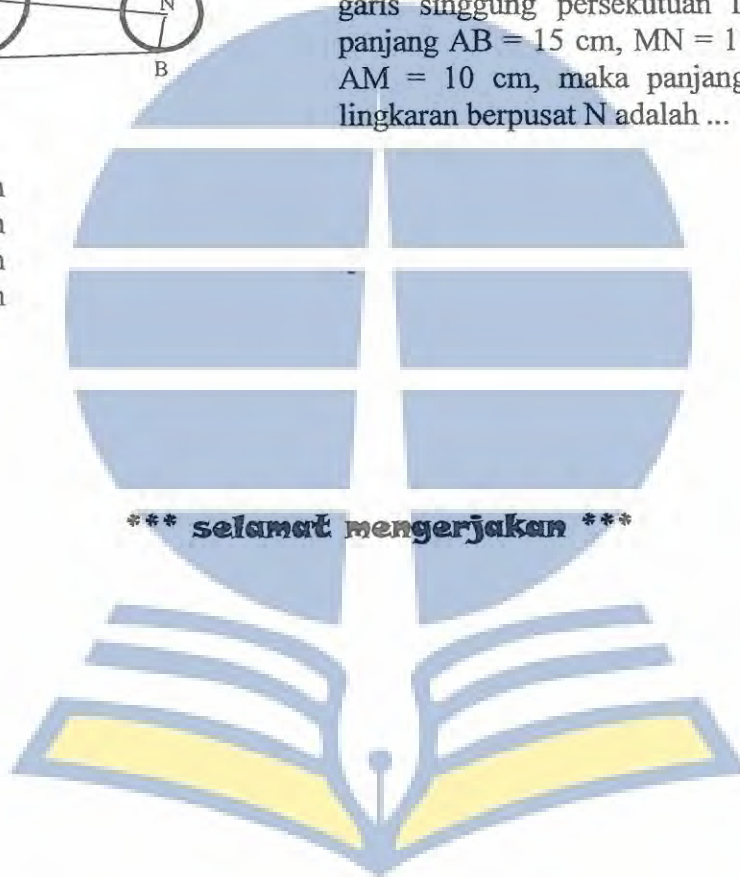 N
B
garis singgung persekutuan
panjang AB = 15 cm, MN = 1
AM = 10 cm, maka panjang
lingkaran berpusat N adalah ...
*** selamat mengerjakan ***